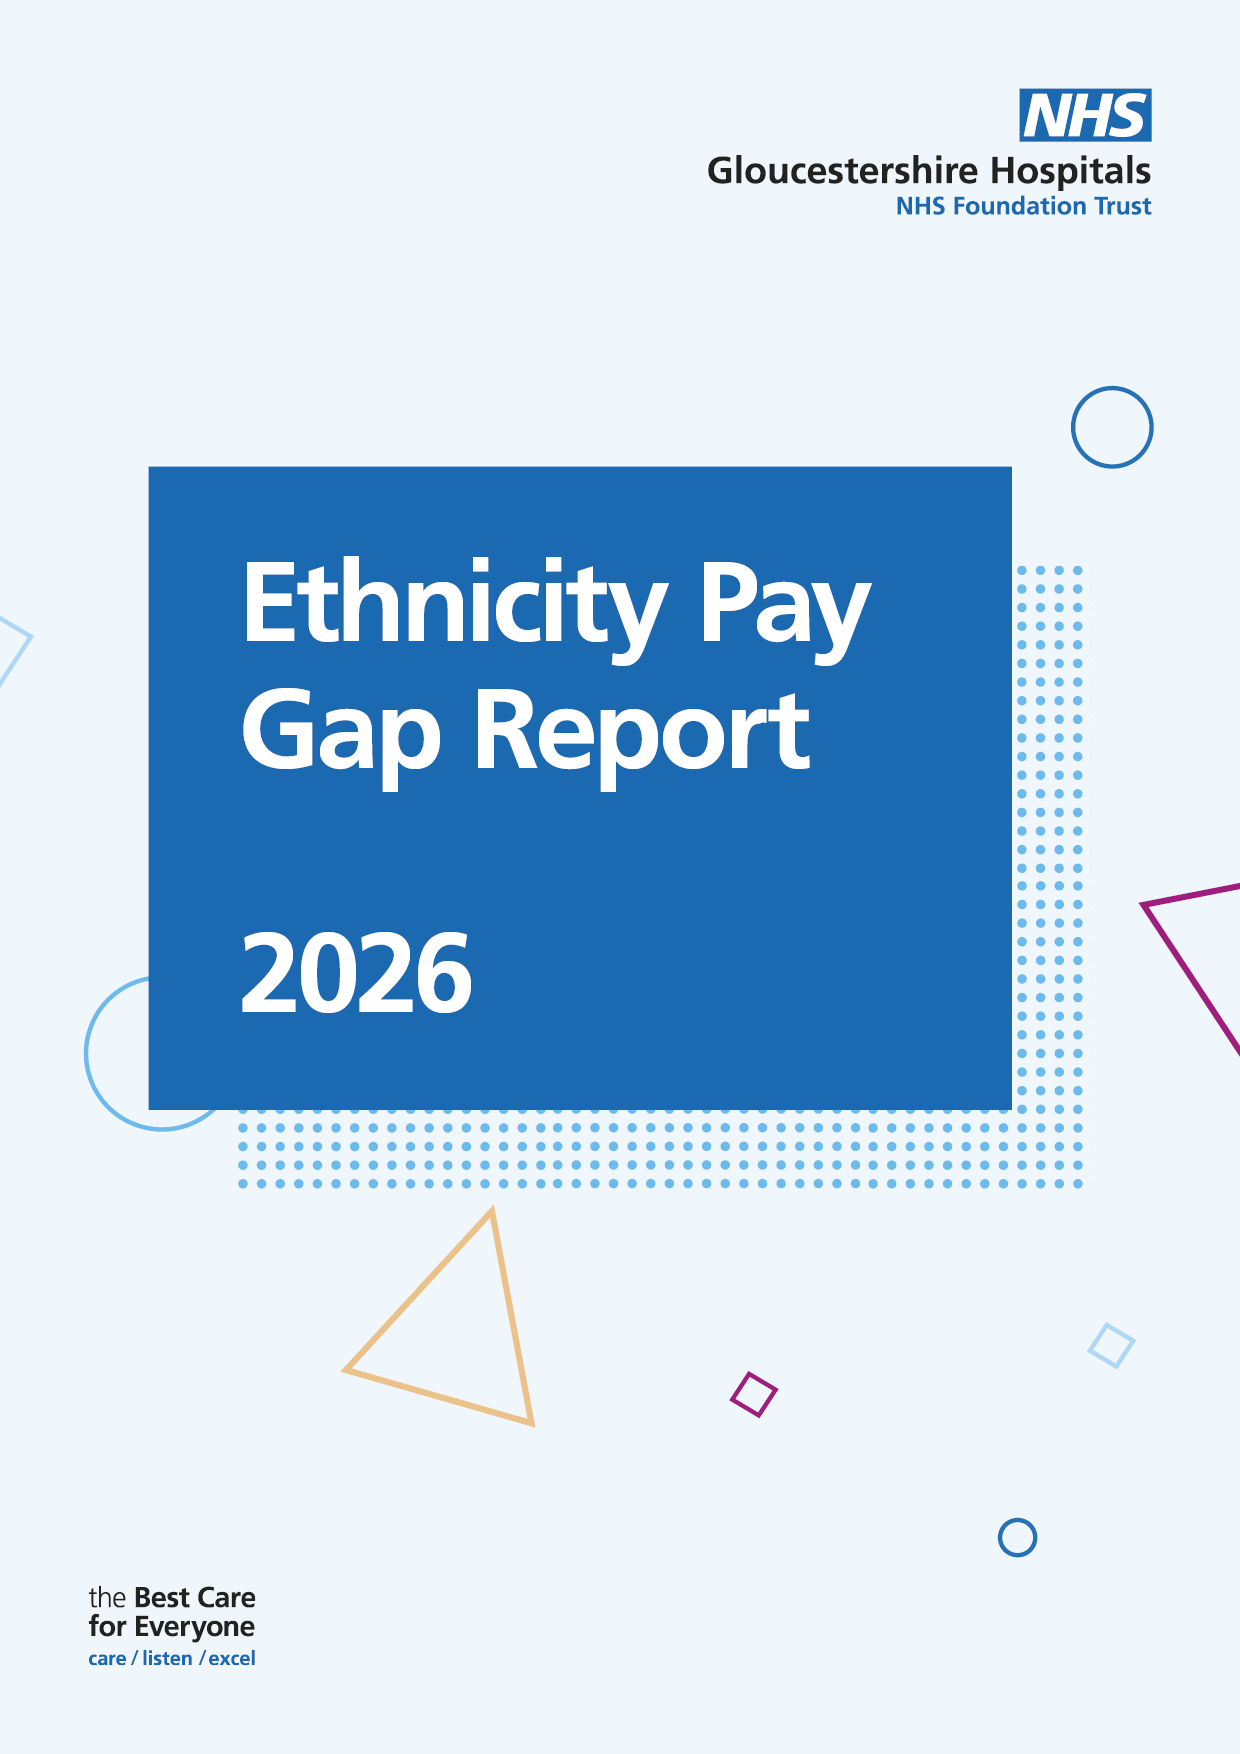 NHS
Gloucestershire Hospitals
NHS Foundation Trust
Ethnicity Pay
Gap Report
2026
the Best Care
for Everyone
care / listen / excel